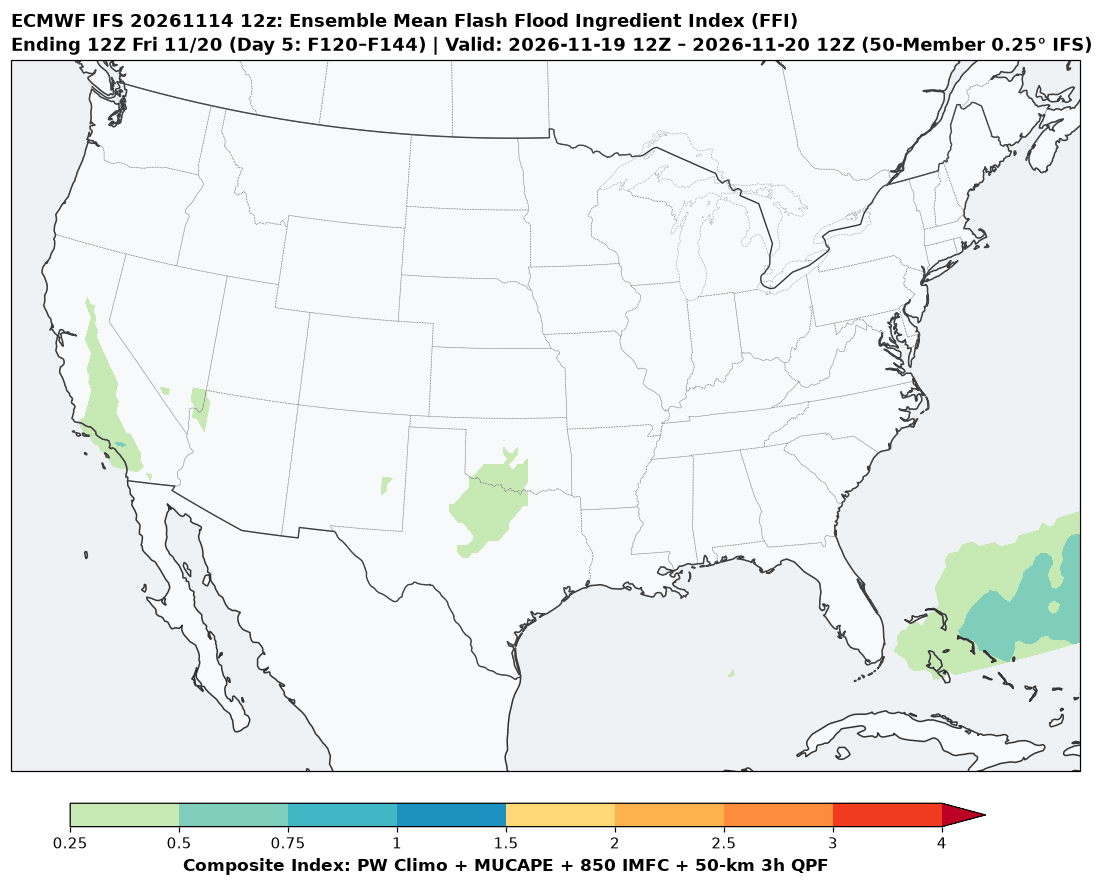 ECMWF IFS 20261114 12z: Ensemble Mean Flash Flood Ingredient Index (FFI)
Ending 12Z Fri 11/20 (Day 5: F120–F144) | Valid: 2026-11-19 12Z – 2026-11-20 12Z (50-Member 0.25° IFS)
0.25 0.5 0.75 1 1.5 2 2.5 3 4
Composite Index: PW Climo + MUCAPE + 850 IMFC + 50-km 3h QPF